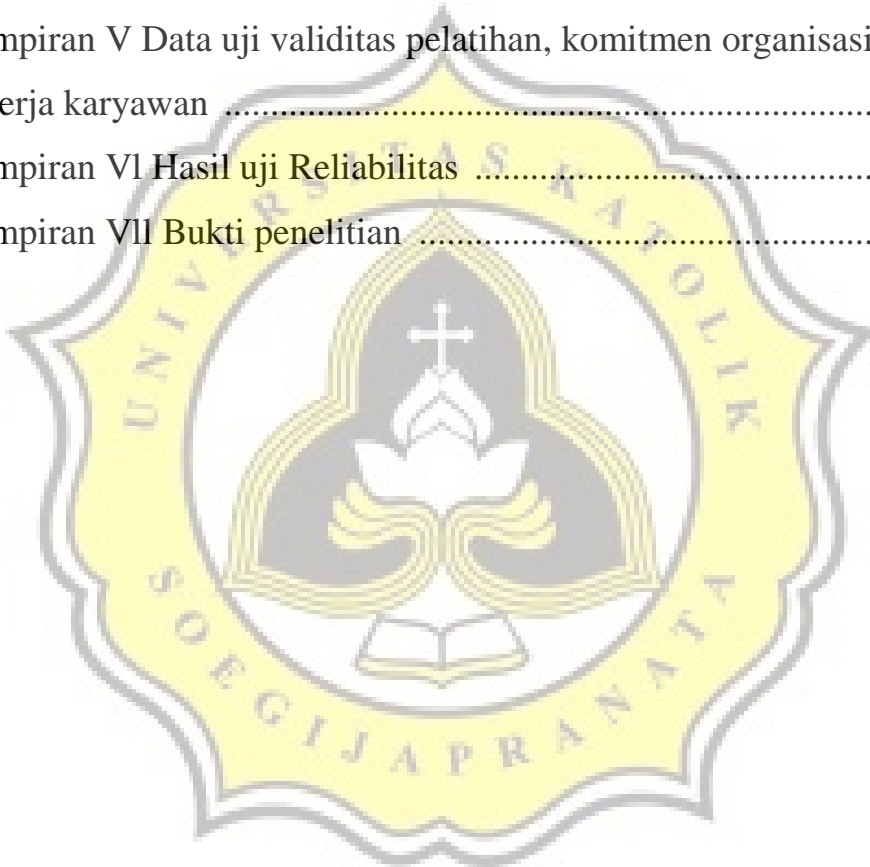 mpiran V Data uji validitas pelatihan, komitmen organisasi
erja karyawan ......................................................................
mpiran Vl Hasil uji Reliabilitas ..........................................
mpiran Vll Bukti penelitian ................................................
UNIVERSITAS KATOLIK
SOEGIJAPRANATA